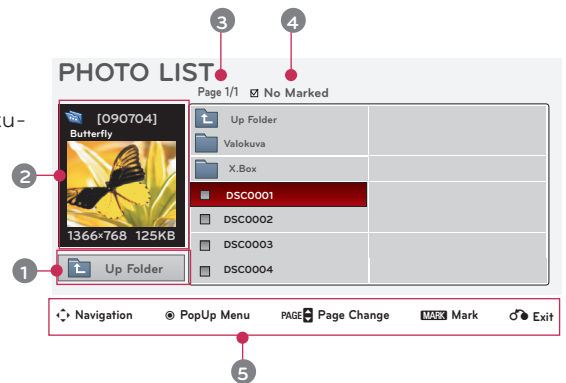 3
4
PHOTO LIST
Page 1/1 ☑ No Marked
tu-
[090704]
Butterfly
1366×768 125KB
Up Folder
Up Folder
Valokuva
X.Box
DSC0001
DSC0002
DSC0003
DSC0004
2
1
Navigation ◉ PopUp Menu PAGE Page Change MARK Mark Exit
5